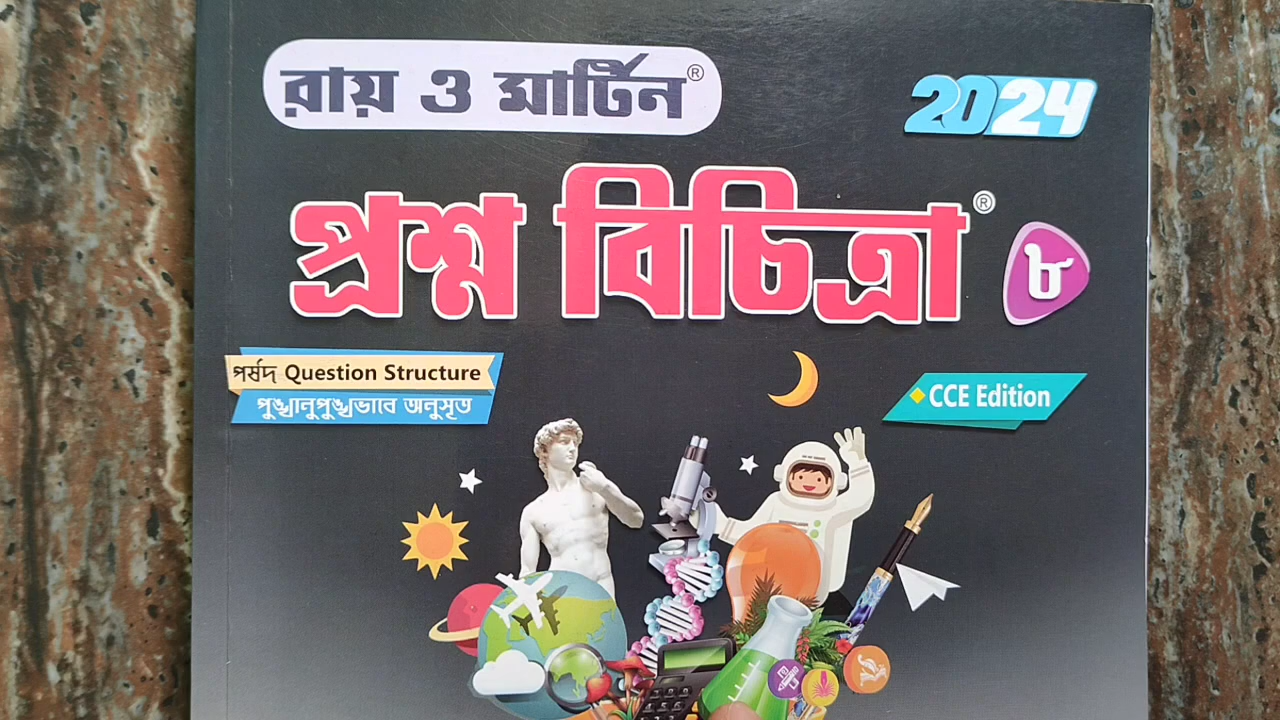 রায় ও মার্টিন®
2024
প্রশ্ন বিচিত্রা®
৮
পর্ষদ Question Structure
পুঙ্খানুপুঙ্খভাবে অনুসৃত
CCE Edition